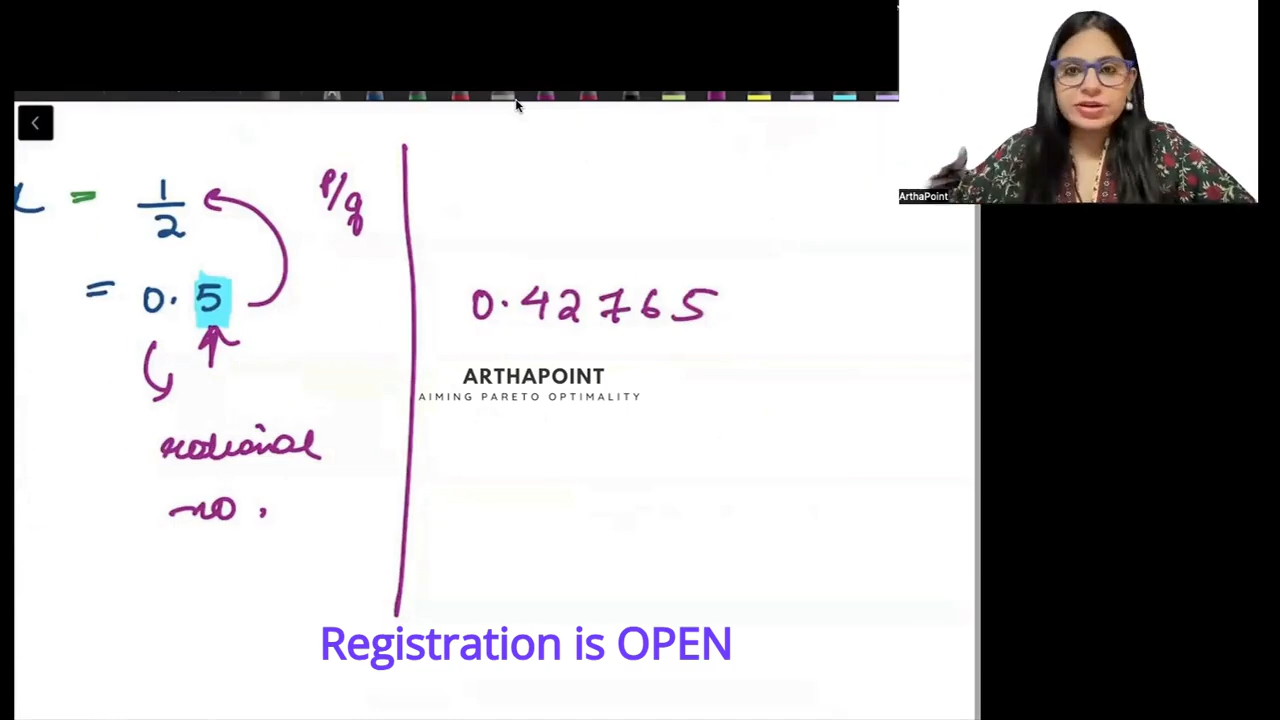 x = 1/2
p/q
= 0.5
rational
no.
0.42765
ARTHAPOINT
AIMING PARETO OPTIMALITY
ArthaPoint
Registration is OPEN